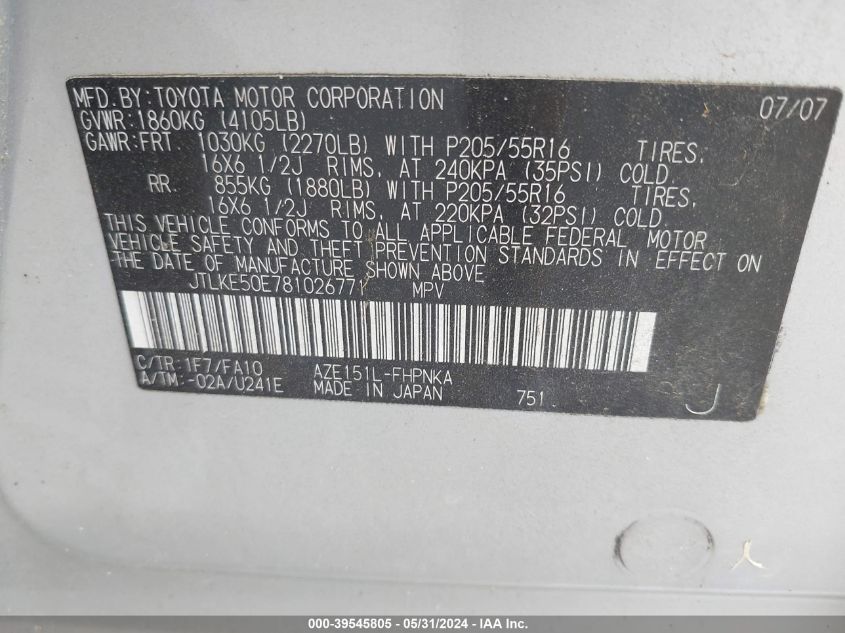 MFD.BY:TOYOTA MOTOR CORPORATION 07/07
GVWR:1860KG (4105LB)
GAWR:FRT. 1030KG (2270LB) WITH P205/55R16 TIRES,
16X6 1/2J RIMS, AT 240KPA (35PSI) COLD.
RR. 855KG (1880LB) WITH P205/55R16 TIRES,
16X6 1/2J RIMS, AT 220KPA (32PSI) COLD.
THIS VEHICLE CONFORMS TO ALL APPLICABLE FEDERAL MOTOR
VEHICLE SAFETY AND THEFT PREVENTION STANDARDS IN EFFECT ON
THE DATE OF MANUFACTURE SHOWN ABOVE
JTLKE50E781026771 MPV
C/TR:1F7/FA10 AZE151L-FHPNKA
A/TM:-02A/U241E MADE IN JAPAN 751 J
000-39545805 - 05/31/2024 - IAA Inc.